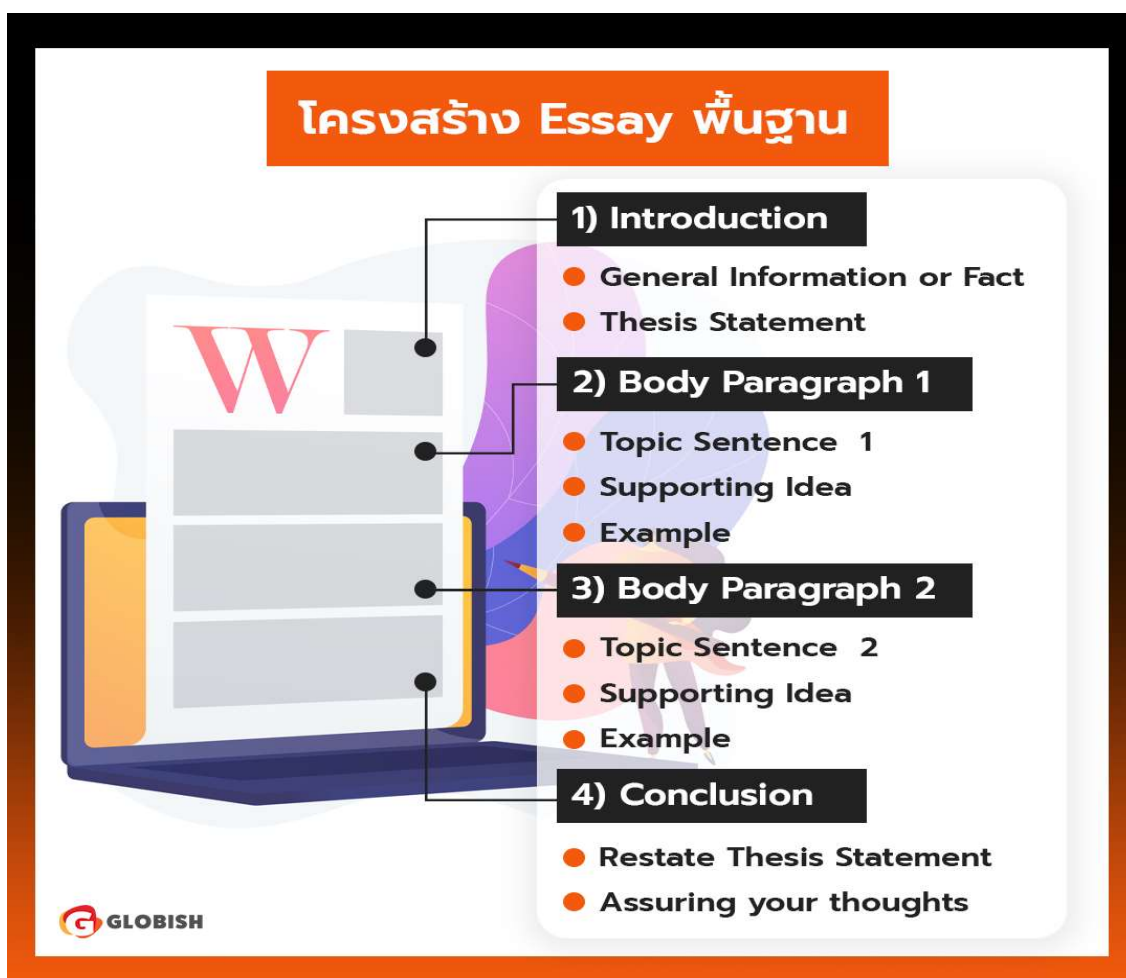 โครงสร้าง Essay พื้นฐาน
1) Introduction
General Information or Fact
Thesis Statement
2) Body Paragraph 1
Topic Sentence 1
Supporting Idea
Example
3) Body Paragraph 2
Topic Sentence 2
Supporting Idea
Example
4) Conclusion
Restate Thesis Statement
Assuring your thoughts
W
G GLOBISH